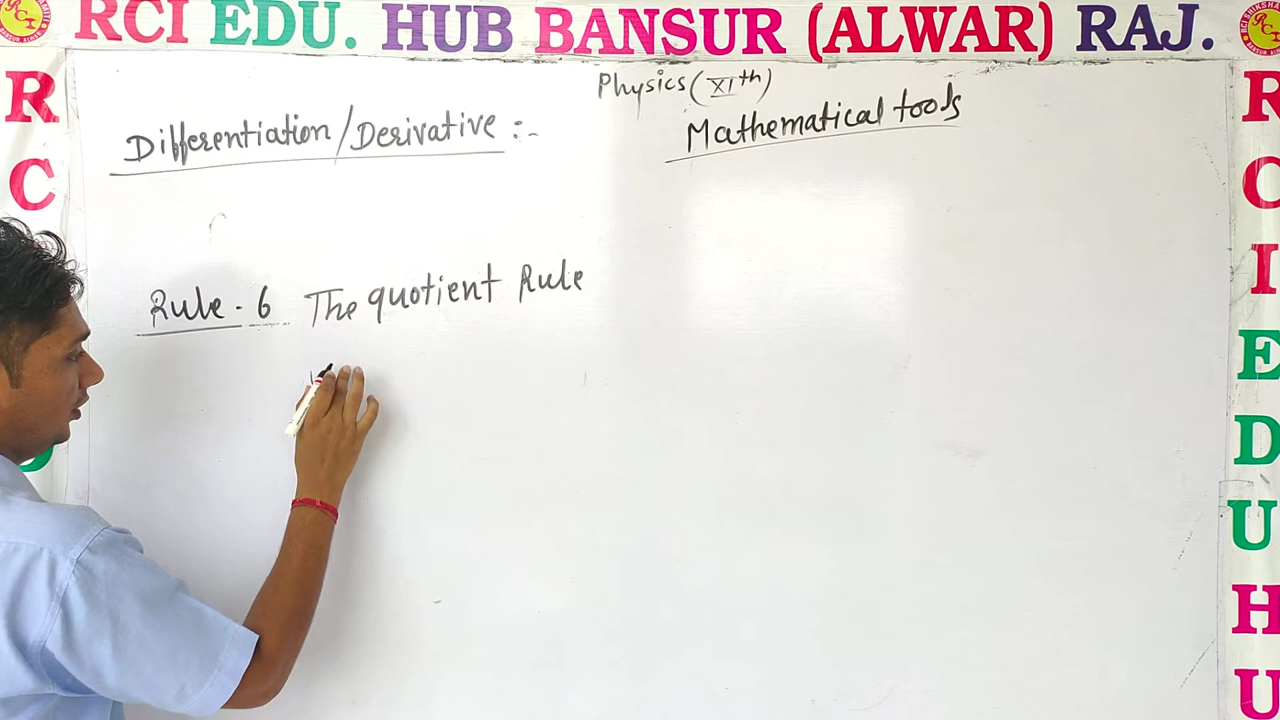 RCI EDU. HUB BANSUR (ALWAR) RAJ.
Physics (XIth)
Mathematical tools
Differentiation/Derivative :-
Rule - 6 The quotient Rule
R
C
R
C
I
E
D
U
H
U